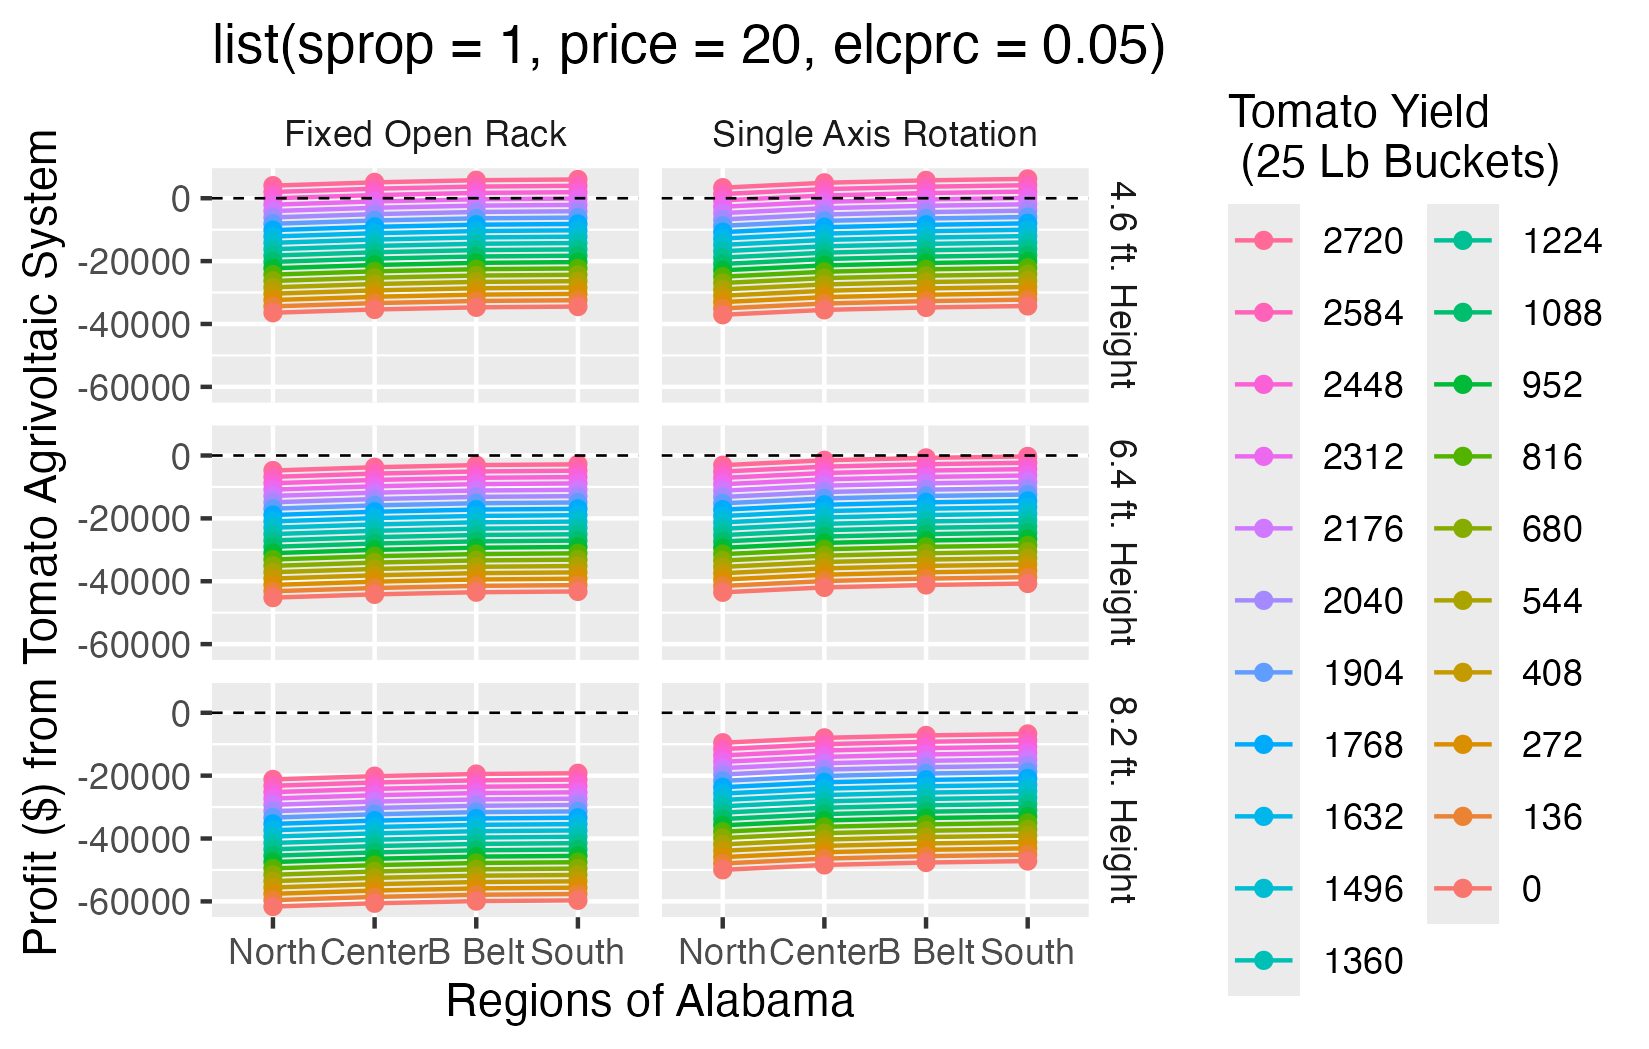 list(sprop = 1, price = 20, elcprc = 0.05)
Fixed Open Rack
Single Axis Rotation
Profit ($) from Tomato Agrivoltaic System
0
-20000
-40000
-60000
4.6 ft. Height
0
-20000
-40000
-60000
6.4 ft. Height
0
-20000
-40000
-60000
8.2 ft. Height
North Center B Belt South
North Center B Belt South
Regions of Alabama
Tomato Yield
(25 Lb Buckets)
2720
2584
2448
2312
2176
2040
1904
1768
1632
1496
1360
1224
1088
952
816
680
544
408
272
136
0